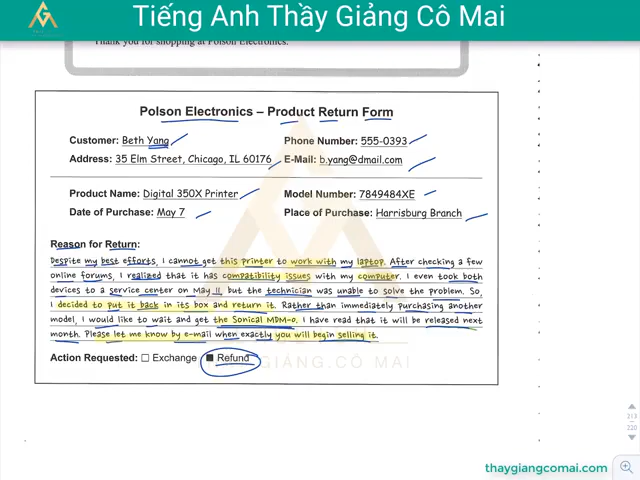 Tiếng Anh Thầy Giảng Cô Mai
Thank you for shopping at Polson Electronics.
Polson Electronics – Product Return Form
Customer: Beth Yang Phone Number: 555-0393
Address: 35 Elm Street, Chicago, IL 60176 E-Mail: b.yang@dmail.com
Product Name: Digital 350X Printer Model Number: 7849484XE
Date of Purchase: May 7 Place of Purchase: Harrisburg Branch
Reason for Return:
Despite my best efforts, I cannot get this printer to work with my laptop. After checking a few
online forums, I realized that it has compatibility issues with my computer. I even took both
devices to a service center on May 11, but the technician was unable to solve the problem. So,
I decided to put it back in its box and return it. Rather than immediately purchasing another
model, I would like to wait and get the Sonical MDM-0. I have read that it will be released next
month. Please let me know by e-mail when exactly you will begin selling it.
Action Requested: Exchange Refund
GIẢNG CÔ MAI
213
220
thaygiangcomai.com